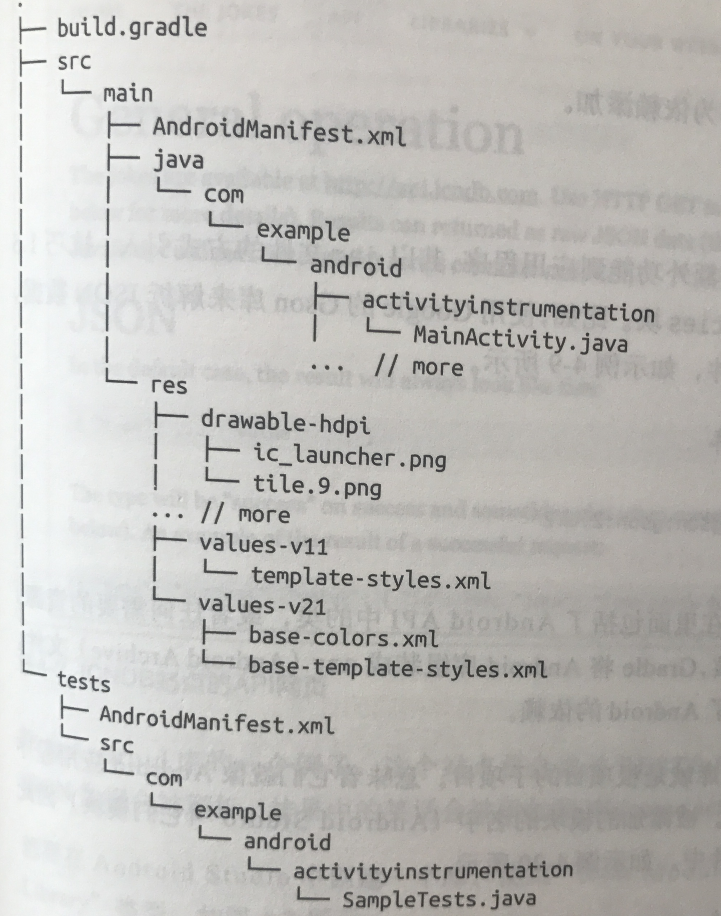 .
├── build.gradle
├── src
│   └── main
│       ├── AndroidManifest.xml
│       ├── java
│       │   └── com
│       │       └── example
│       │           └── android
│       │               ├── activityinstrumentation
│       │               │   └── MainActivity.java
│       │               ... // more
│       └── res
│           ├── drawable-hdpi
│           │   ├── ic_launcher.png
│           │   └── tile.9.png
│           ... // more
│           ├── values-v11
│           │   └── template-styles.xml
│           └── values-v21
│               ├── base-colors.xml
│               └── base-template-styles.xml
└── tests
    ├── AndroidManifest.xml
    └── src
        └── com
            └── example
                └── android
                    └── activityinstrumentation
                        └── SampleTests.java